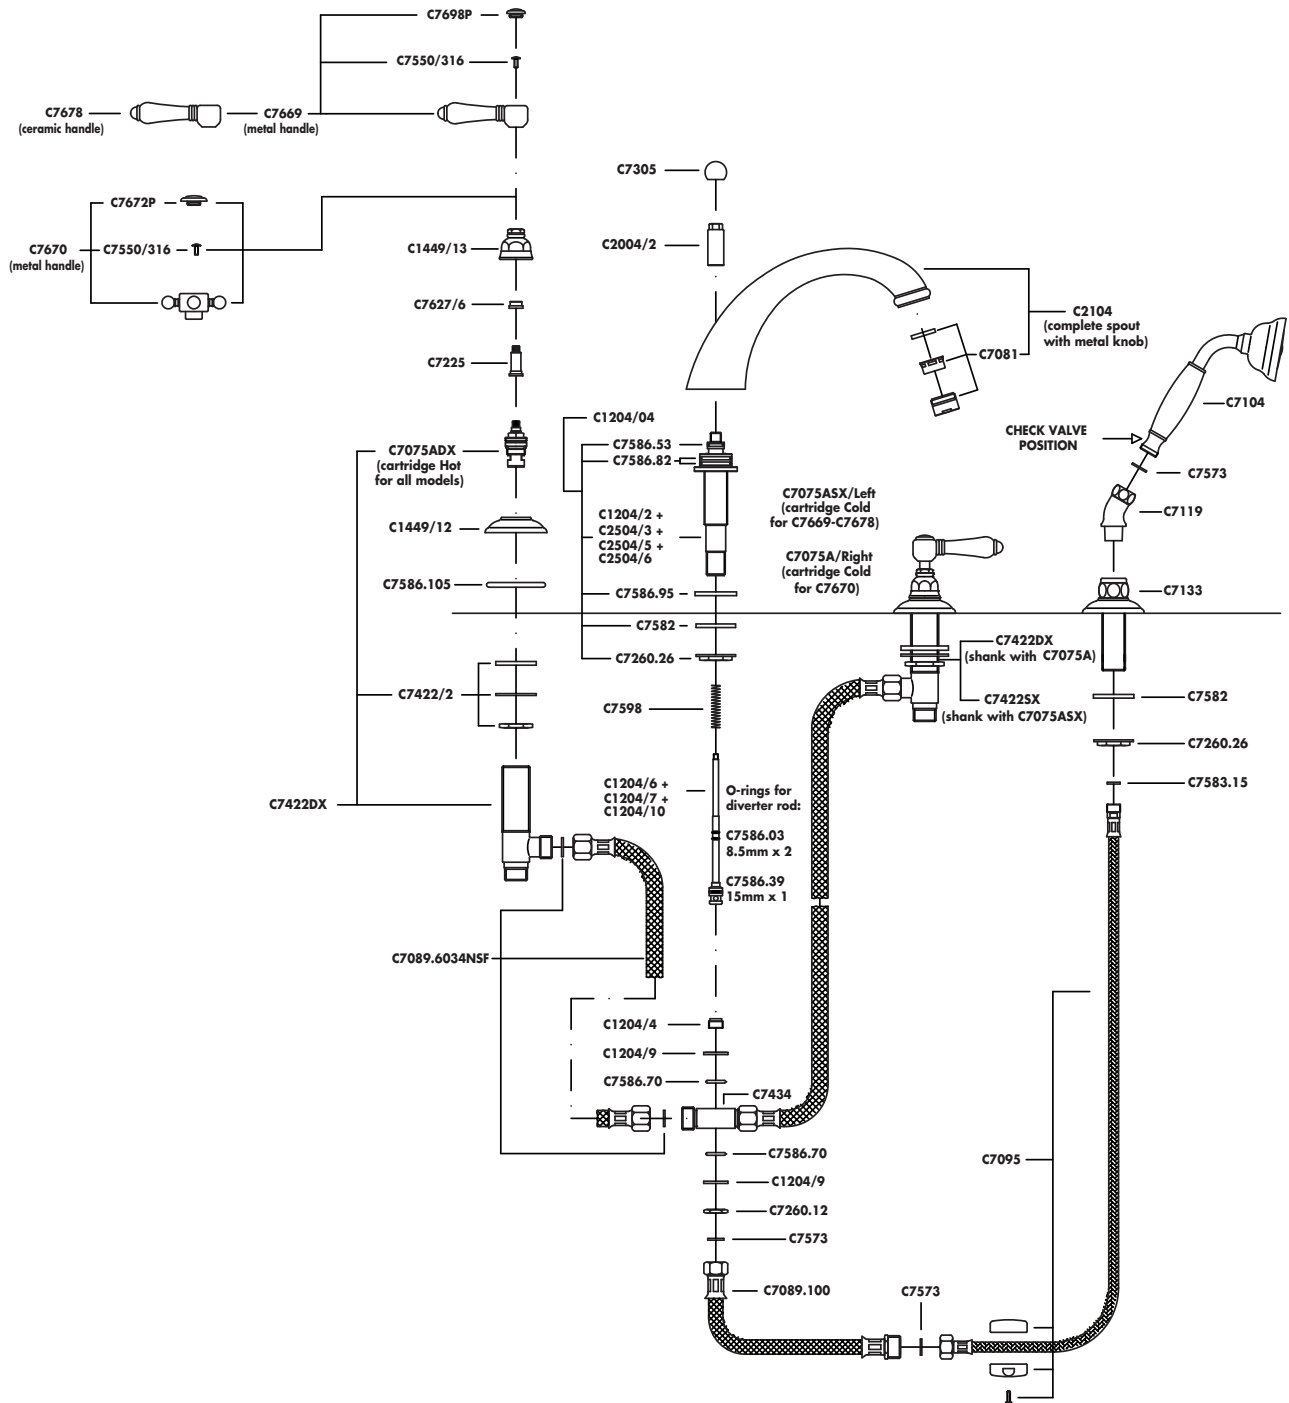 C7698P
C7550/316
C7678
(ceramic handle)
C7669
(metal handle)
C7305
C7672P
C7670
(metal handle)
C7550/316
C1449/13
C2004/2
C7627/6
C2104
(complete spout
with metal knob)
C7081
C7225
C7104
C1204/04
CHECK VALVE
POSITION
C7586.53
C7586.82
C7075ADX
(cartridge Hot
for all models)
C7573
C7075ASX/Left
(cartridge Cold
for C7669-C7678)
C7119
C1204/2 +
C2504/3 +
C2504/5 +
C2504/6
C1449/12
C7075A/Right
(cartridge Cold
for C7670)
C7586.105
C7586.95
C7133
C7582
C7422DX
(shank with C7075A)
C7260.26
C7422/2
C7598
C7422SX
(shank with C7075ASX)
C7582
C7260.26
C7583.15
C7422DX
C1204/6 +
C1204/7 +
C1204/10
O-rings for
diverter rod:
C7586.03
8.5mm x 2
C7586.39
15mm x 1
C7089.6034NSF
C1204/4
C1204/9
C7586.70
C7434
C7586.70
C7095
C1204/9
C7260.12
C7573
C7089.100
C7573